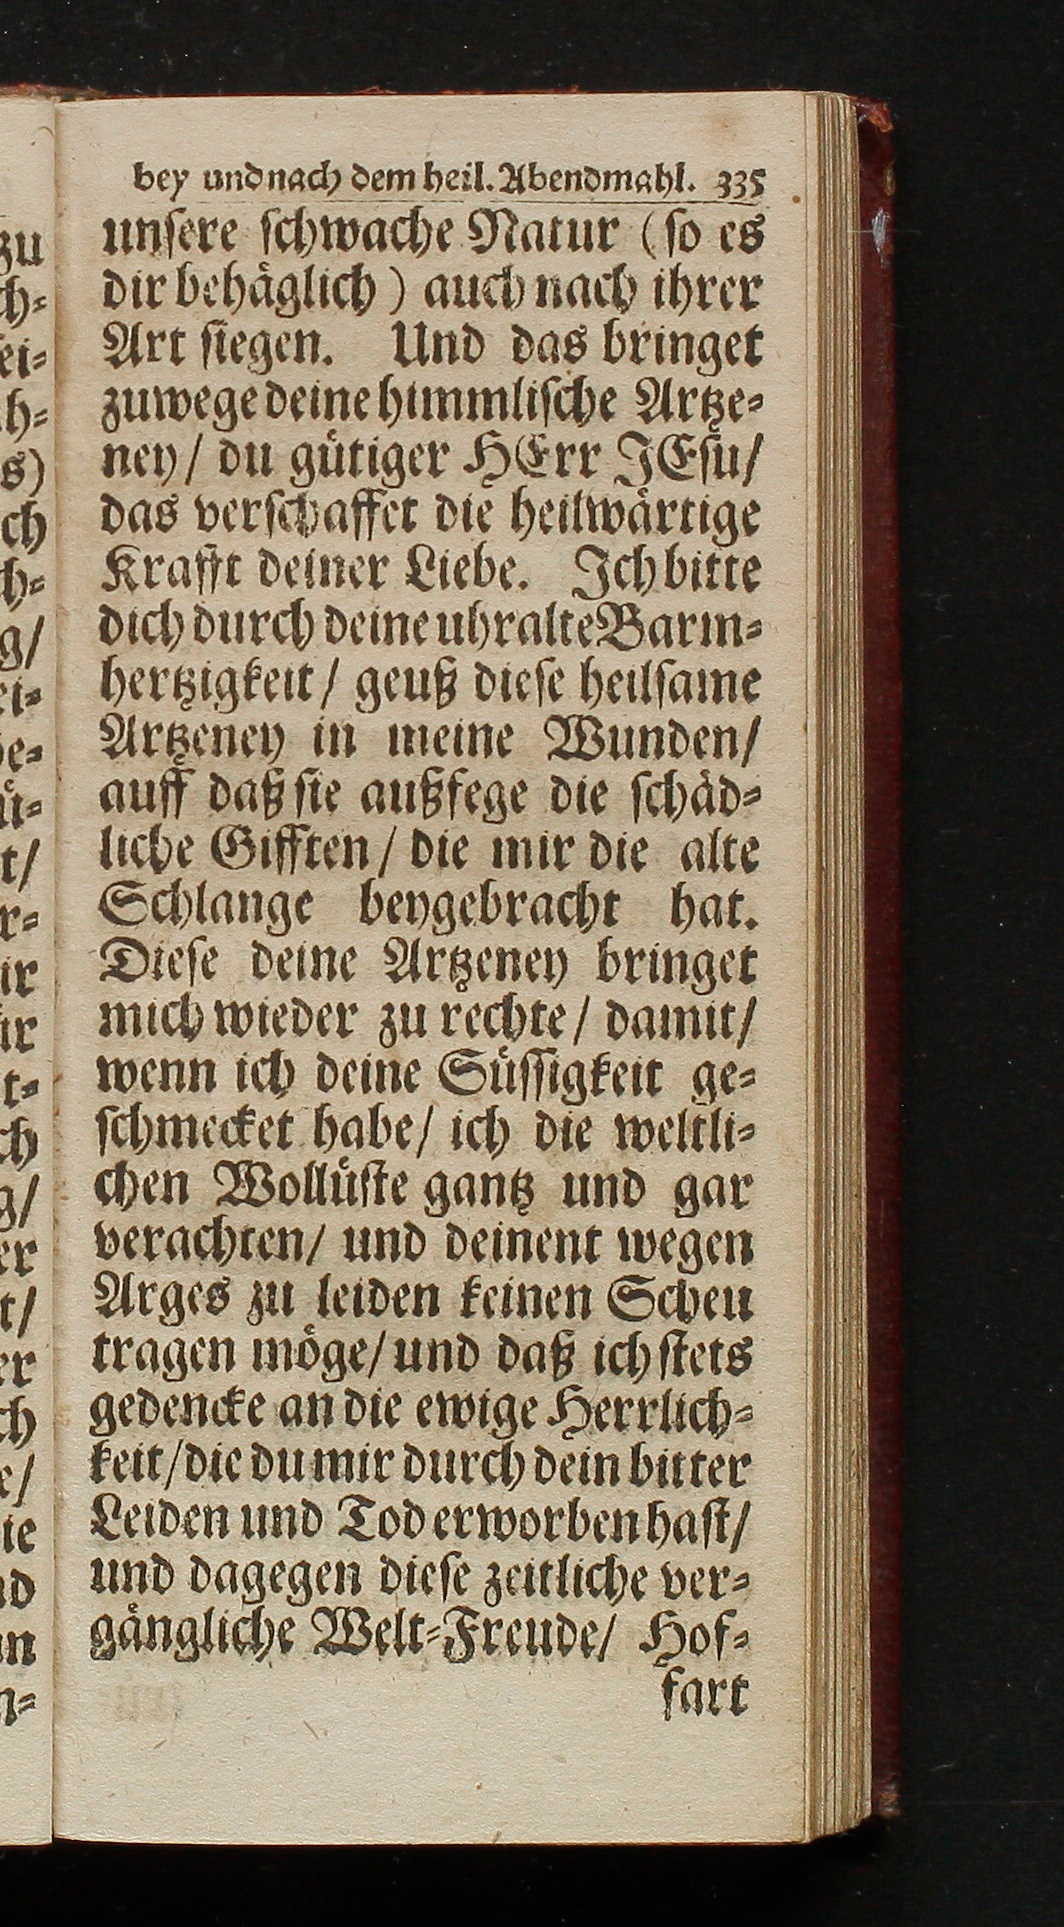 bey und nach dem heil. Abendmahl. 335
unsere schwache Natur (so es
dir behäglich) auch nach ihrer
Art siegen. Und das bringet
zuwege deine himmlische Artze-
ney/ du gütiger HErr JEsu/
das verschaffet die heilwärtige
Krafft deiner Liebe. Ich bitte
dich durch deine uhralte Barm-
hertzigkeit/ geuß diese heilsame
Artzeney in meine Wunden/
auff daß sie außfege die schäd-
liche Gifften/ die mir die alte
Schlange beygebracht hat.
Diese deine Artzeney bringet
mich wieder zu rechte/ damit/
wenn ich deine Süssigkeit ge-
schmecket habe/ ich die weltli-
chen Wollüste gantz und gar
verachten/ und deinent wegen
Arges zu leiden keinen Scheu
tragen möge/ und daß ich stets
gedencke an die ewige Herrlich-
keit/ die du mir durch dein bitter
Leiden und Tod erworben hast/
und dagegen diese zeitliche ver-
gängliche Welt-Freude/ Hof-
fart